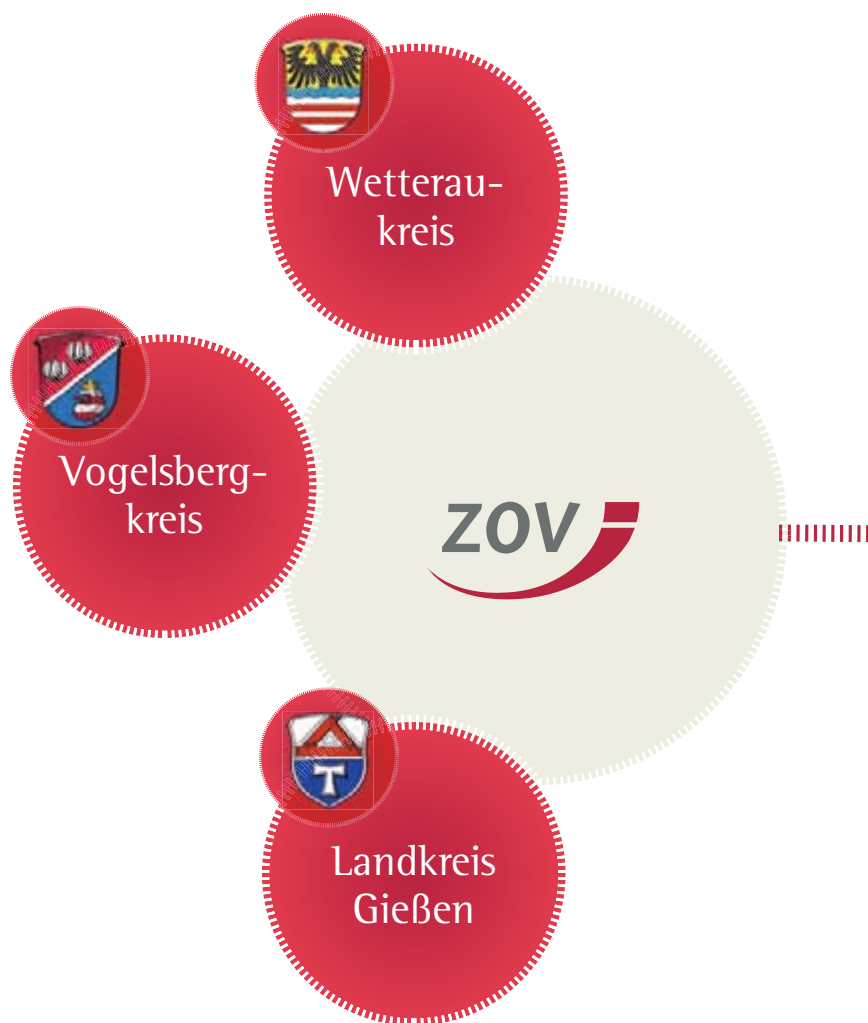 Wetterau-
kreis
Vogelsberg-
kreis
ZOV
Landkreis
Gießen